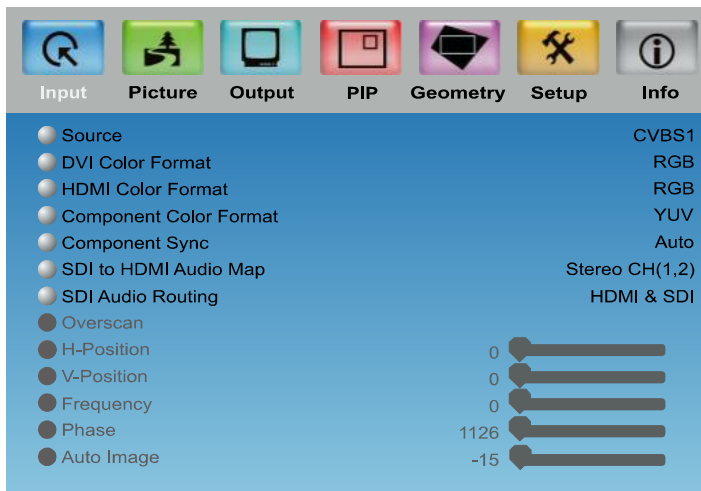 Input Picture Output PIP Geometry Setup Info
Source CVBS1
DVI Color Format RGB
HDMI Color Format RGB
Component Color Format YUV
Component Sync Auto
SDI to HDMI Audio Map Stereo CH(1,2)
SDI Audio Routing HDMI & SDI
Overscan
H-Position 0
V-Position 0
Frequency 0
Phase 1126
Auto Image -15